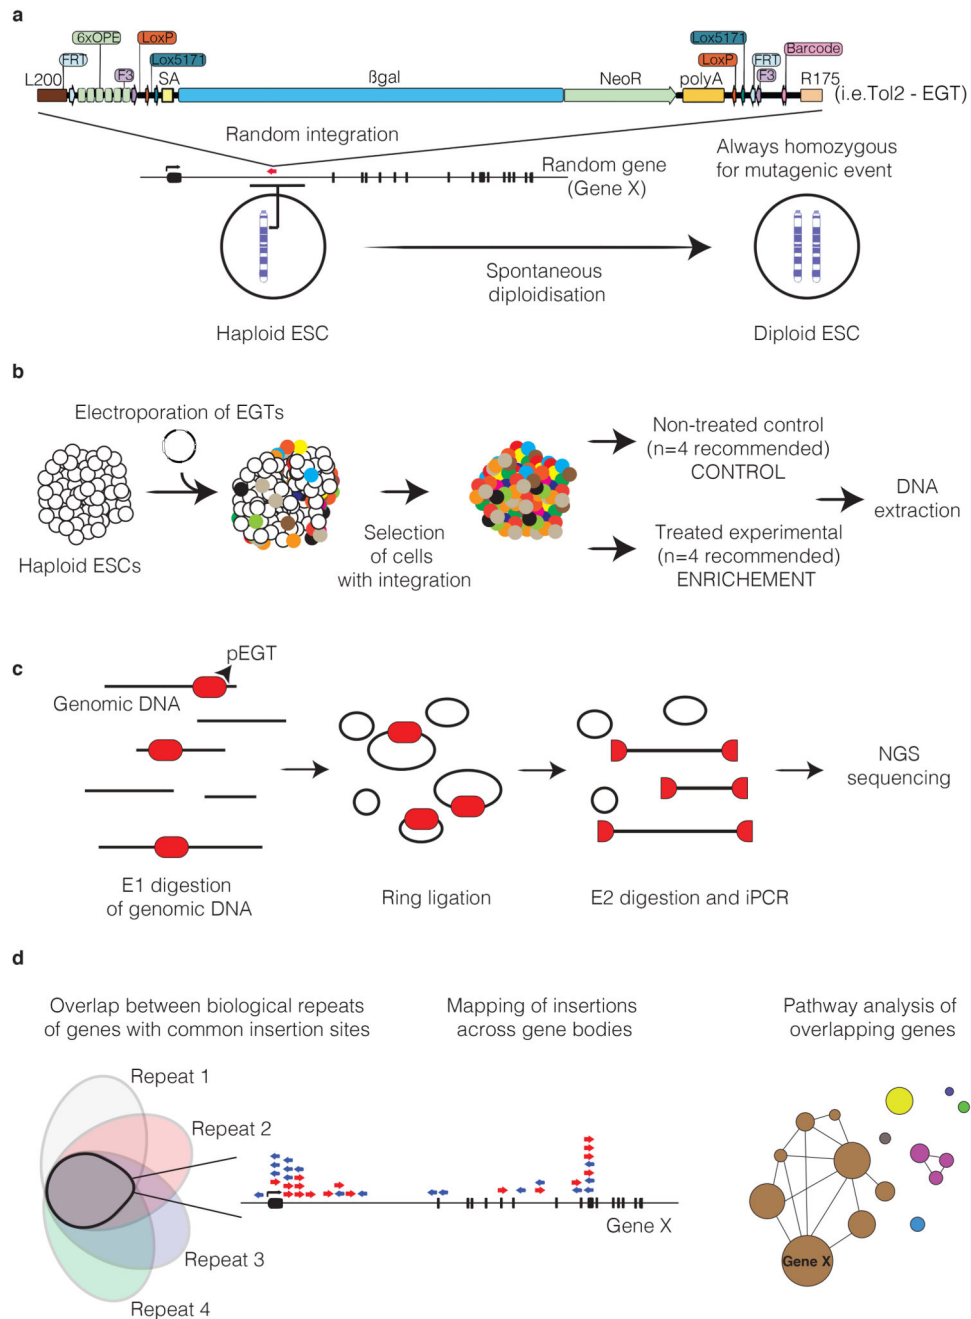 a
6xOPE
LoxP
Lox5171
FRT
F3
Lox5171
LoxP
FRT
F3
Barcode
L200
SA
ßgal
NeoR
polyA
R175
(i.e.Tol2 - EGT)
Random integration
Random gene
(Gene X)
Always homozygous
for mutagenic event
Spontaneous
diploidisation
Haploid ESC
Diploid ESC
b
Electroporation of EGTs
Haploid ESCs
Selection
of cells
with integration
Non-treated control
(n=4 recommended)
CONTROL
Treated experimental
(n=4 recommended)
ENRICHEMENT
DNA
extraction
c
pEGT
Genomic DNA
E1 digestion
of genomic DNA
Ring ligation
E2 digestion and iPCR
NGS
sequencing
d
Overlap between biological repeats
of genes with common insertion sites
Mapping of insertions
across gene bodies
Pathway analysis of
overlapping genes
Repeat 1
Repeat 2
Repeat 3
Repeat 4
Gene X
Gene X